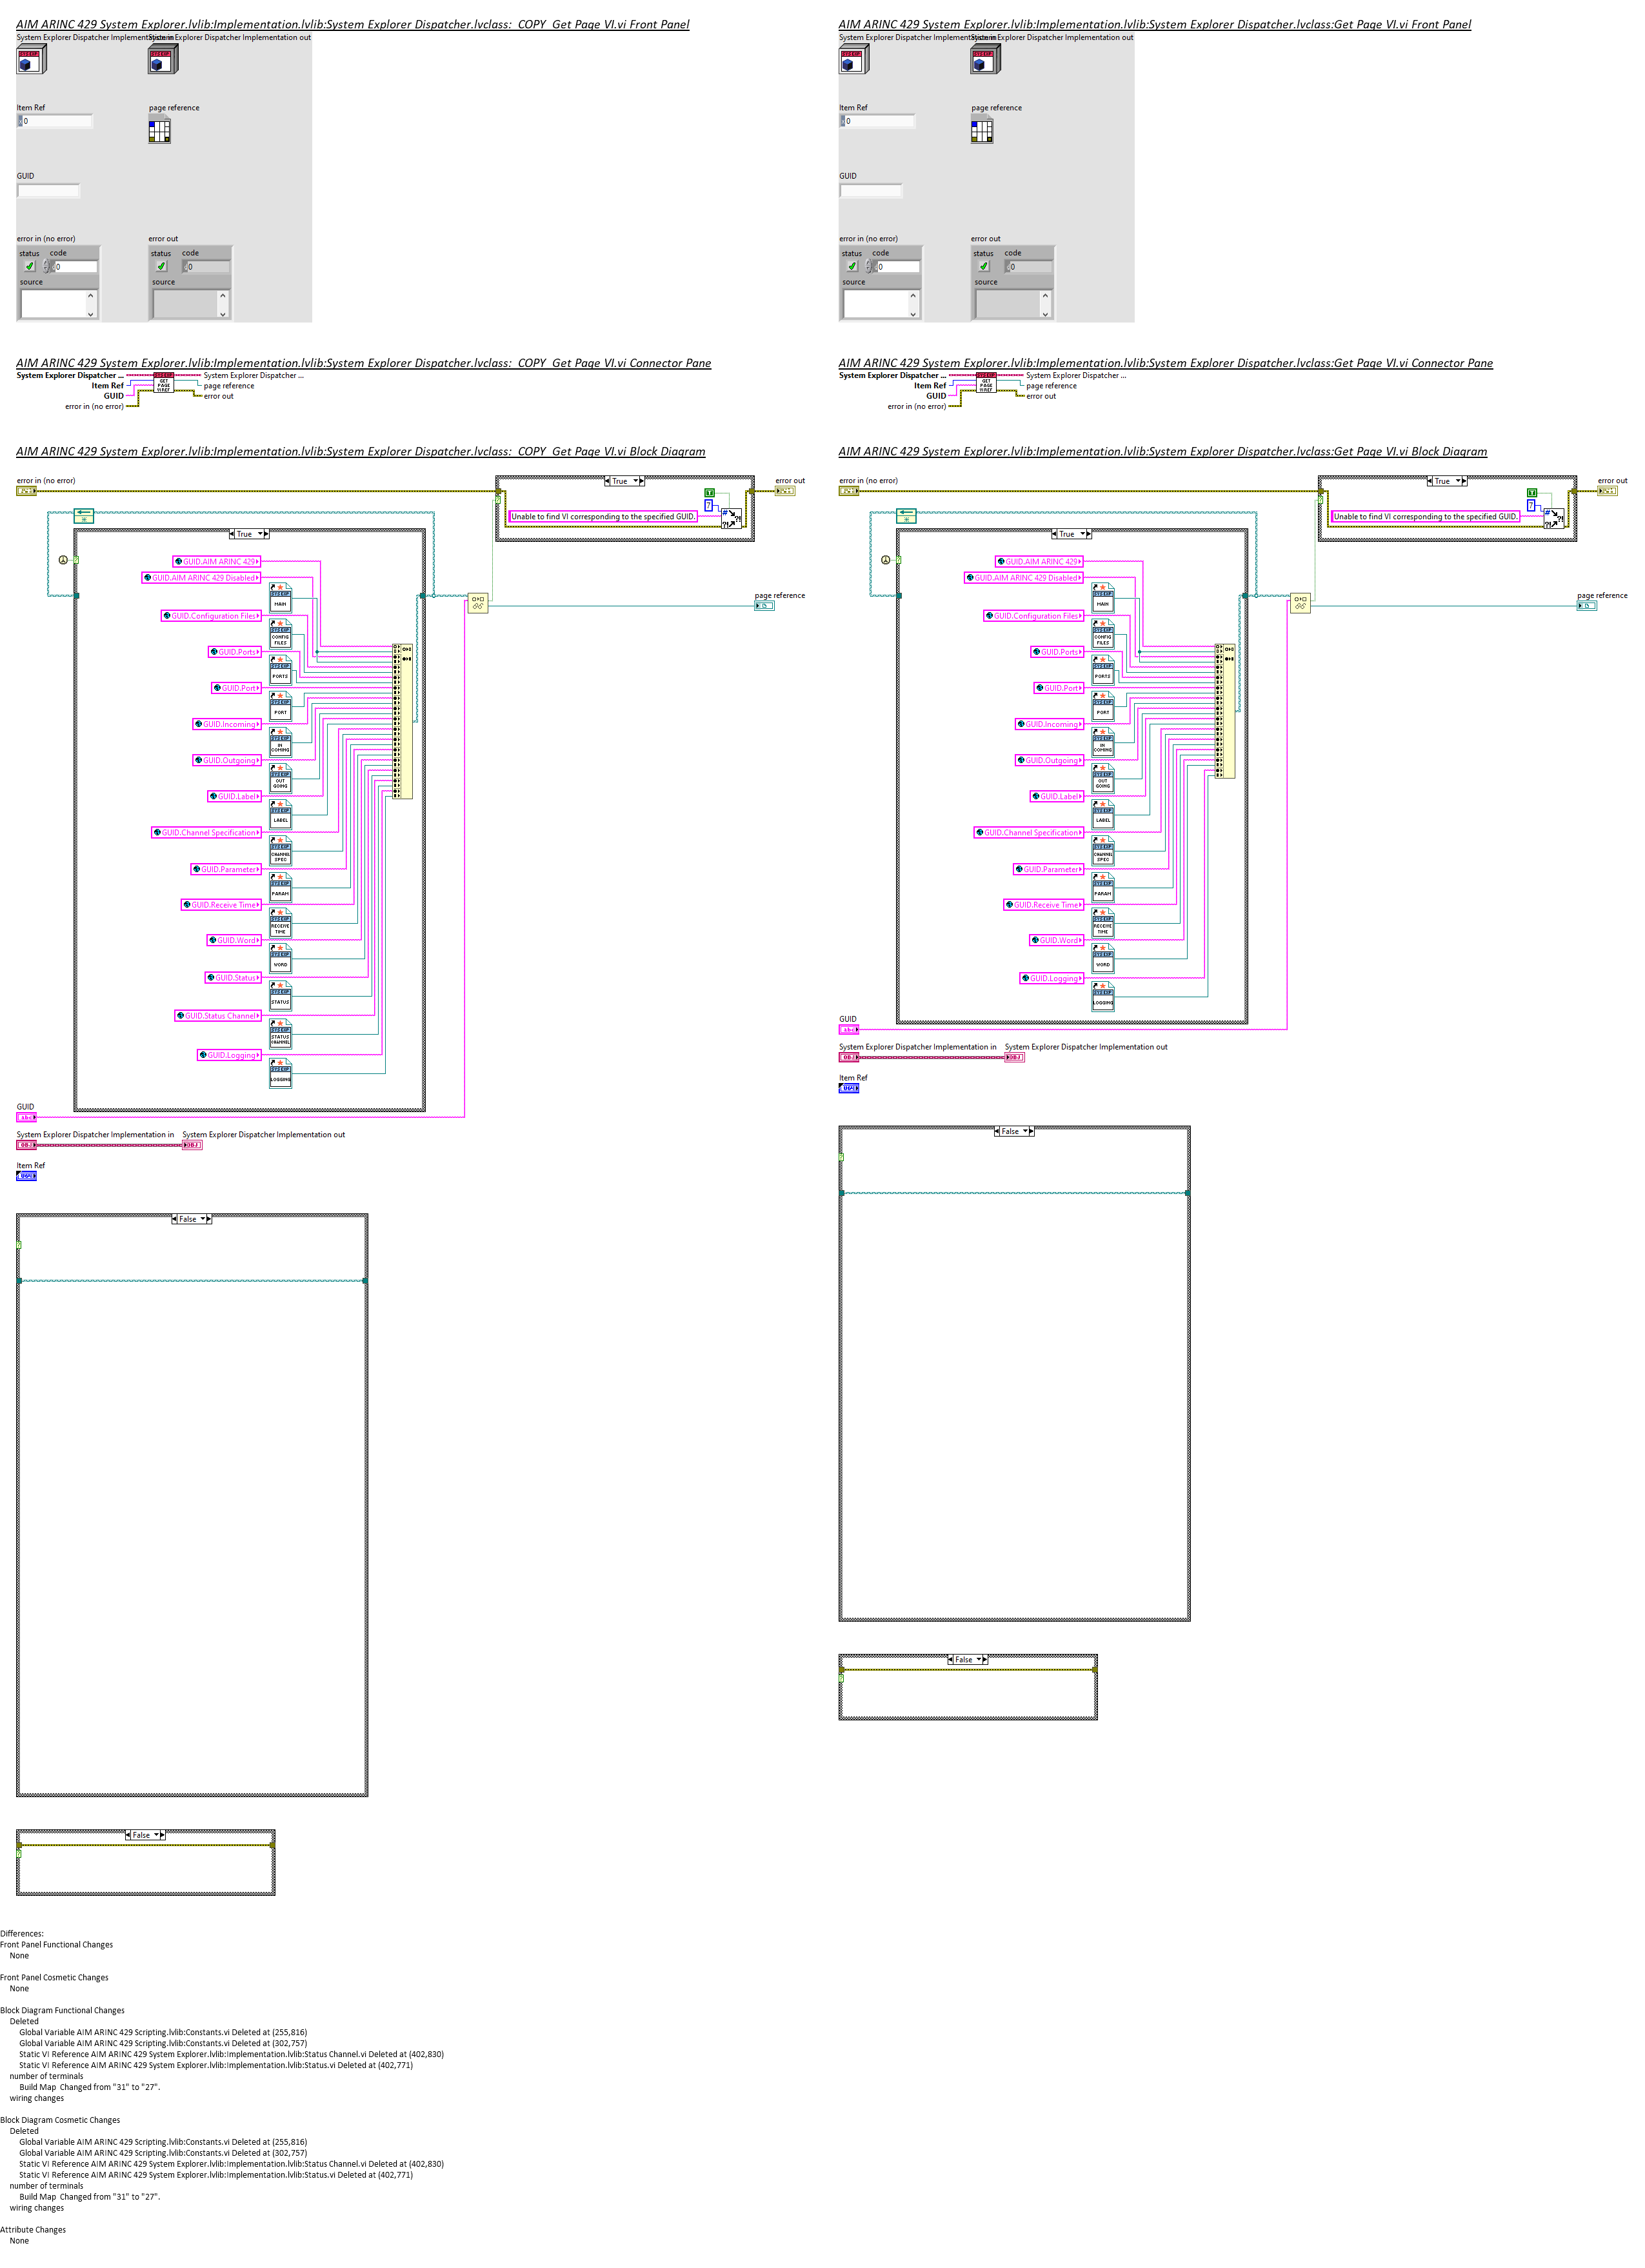 AIM ARINC 429 System Explorer.lvlib:Implementation.lvlib:System Explorer Dispatcher.lvclass:_COPY_Get Page VI.vi Front Panel
System Explorer Dispatcher Implementation in
System Explorer Dispatcher Implementation out
Item Ref
0
page reference
GUID
error in (no error)
status
code
0
source
error out
status
code
0
source
AIM ARINC 429 System Explorer.lvlib:Implementation.lvlib:System Explorer Dispatcher.lvclass:_COPY_Get Page VI.vi Connector Pane
System Explorer Dispatcher ...
Item Ref
GUID
error in (no error)
GET
PAGE
System Explorer Dispatcher ...
page reference
error out
AIM ARINC 429 System Explorer.lvlib:Implementation.lvlib:System Explorer Dispatcher.lvclass:_COPY_Get Page VI.vi Block Diagram
error in (no error)
True
Unable to find VI corresponding to the specified GUID.
error out
True
GUID.AIM ARINC 429
GUID.AIM ARINC 429 Disabled
MAIN
GUID.Configuration Files
CONFIG
FILES
GUID.Ports
PORTS
GUID.Port
PORT
GUID.Incoming
IN
COMING
GUID.Outgoing
OUT
GOING
GUID.Label
LABEL
GUID.Channel Specification
CHANNEL
SPEC
GUID.Parameter
PARAM
GUID.Receive Time
RECEIVE
TIME
GUID.Word
WORD
GUID.Status
STATUS
GUID.Status Channel
STATUS
CHANNEL
GUID.Logging
LOGGING
page reference
GUID
abc
System Explorer Dispatcher Implementation in
System Explorer Dispatcher Implementation out
OBJ
OBJ
Item Ref
False
False
AIM ARINC 429 System Explorer.lvlib:Implementation.lvlib:System Explorer Dispatcher.lvclass:Get Page VI.vi Front Panel
System Explorer Dispatcher Implementation in
System Explorer Dispatcher Implementation out
Item Ref
0
page reference
GUID
error in (no error)
status
code
0
source
error out
status
code
0
source
AIM ARINC 429 System Explorer.lvlib:Implementation.lvlib:System Explorer Dispatcher.lvclass:Get Page VI.vi Connector Pane
System Explorer Dispatcher ...
Item Ref
GUID
error in (no error)
GET
PAGE
System Explorer Dispatcher ...
page reference
error out
AIM ARINC 429 System Explorer.lvlib:Implementation.lvlib:System Explorer Dispatcher.lvclass:Get Page VI.vi Block Diagram
error in (no error)
True
Unable to find VI corresponding to the specified GUID.
error out
True
GUID.AIM ARINC 429
GUID.AIM ARINC 429 Disabled
MAIN
GUID.Configuration Files
CONFIG
FILES
GUID.Ports
PORTS
GUID.Port
PORT
GUID.Incoming
IN
COMING
GUID.Outgoing
OUT
GOING
GUID.Label
LABEL
GUID.Channel Specification
CHANNEL
SPEC
GUID.Parameter
PARAM
GUID.Receive Time
RECEIVE
TIME
GUID.Word
WORD
GUID.Logging
LOGGING
page reference
GUID
abc
System Explorer Dispatcher Implementation in
System Explorer Dispatcher Implementation out
OBJ
OBJ
Item Ref
False
False
Differences:
Front Panel Functional Changes
None
Front Panel Cosmetic Changes
None
Block Diagram Functional Changes
Deleted
Global Variable AIM ARINC 429 Scripting.lvlib:Constants.vi Deleted at (255,816)
Global Variable AIM ARINC 429 Scripting.lvlib:Constants.vi Deleted at (302,757)
Static VI Reference AIM ARINC 429 System Explorer.lvlib:Implementation.lvlib:Status Channel.vi Deleted at (402,830)
Static VI Reference AIM ARINC 429 System Explorer.lvlib:Implementation.lvlib:Status.vi Deleted at (402,771)
number of terminals
Build Map  Changed from "31" to "27".
wiring changes
Block Diagram Cosmetic Changes
Deleted
Global Variable AIM ARINC 429 Scripting.lvlib:Constants.vi Deleted at (255,816)
Global Variable AIM ARINC 429 Scripting.lvlib:Constants.vi Deleted at (302,757)
Static VI Reference AIM ARINC 429 System Explorer.lvlib:Implementation.lvlib:Status Channel.vi Deleted at (402,830)
Static VI Reference AIM ARINC 429 System Explorer.lvlib:Implementation.lvlib:Status.vi Deleted at (402,771)
number of terminals
Build Map  Changed from "31" to "27".
wiring changes
Attribute Changes
None